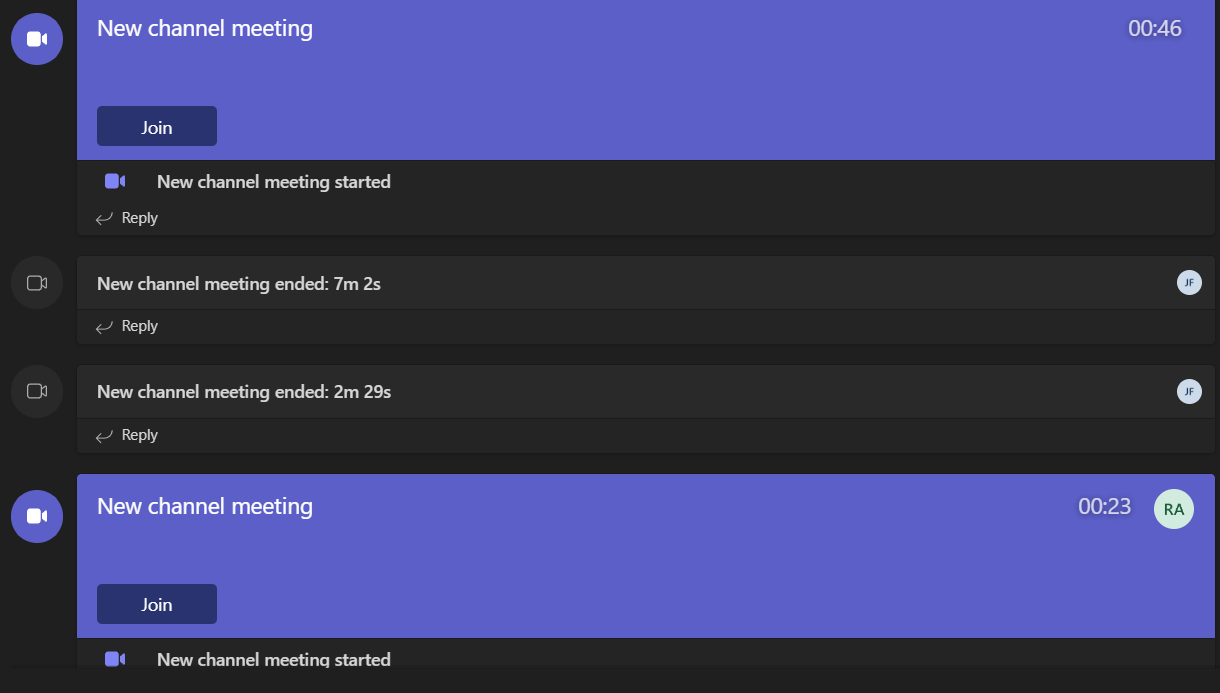 New channel meeting 00:46
Join
New channel meeting started
Reply
New channel meeting ended: 7m 2s JF
Reply
New channel meeting ended: 2m 29s JF
Reply
New channel meeting 00:23 RA
Join
New channel meeting started